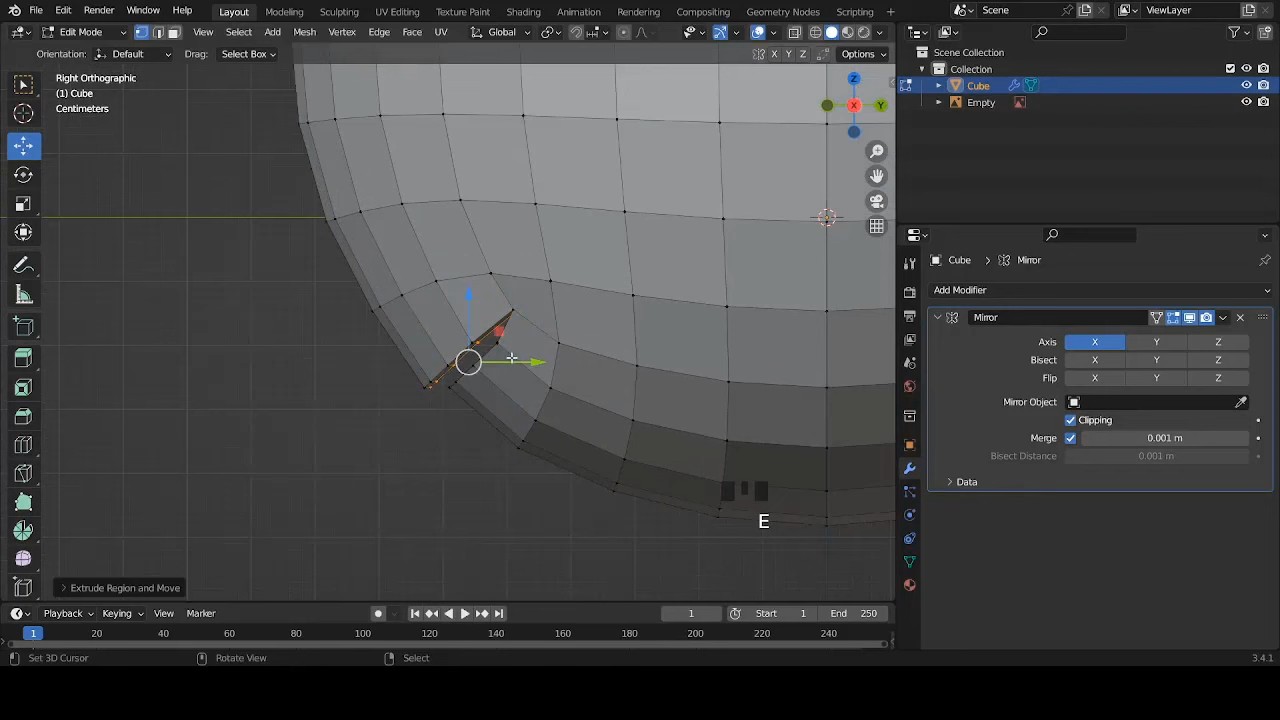 File Edit Render Window Help Layout Modeling Sculpting UV Editing Texture Paint Shading Animation Rendering Compositing Geometry Nodes Scripting + Scene ViewLayer
Edit Mode View Select Add Mesh Vertex Edge Face UV Global
Orientation: Default Drag: Select Box X Y Z Options
Right Orthographic
(1) Cube
Centimeters
Z
X
Y
Scene Collection
Collection
Cube
Empty
Cube > Mirror
Add Modifier
Mirror
Axis X Y Z
Bisect X Y Z
Flip X Y Z
Mirror Object
Clipping
Merge 0.001 m
Bisect Distance 0.001 m
Data
E
Extrude Region and Move
Playback Keying View Marker 1 Start 1 End 250
1 20 40 60 80 100 120 140 160 180 200 220 240
Set 3D Cursor Rotate View Select 3.4.1